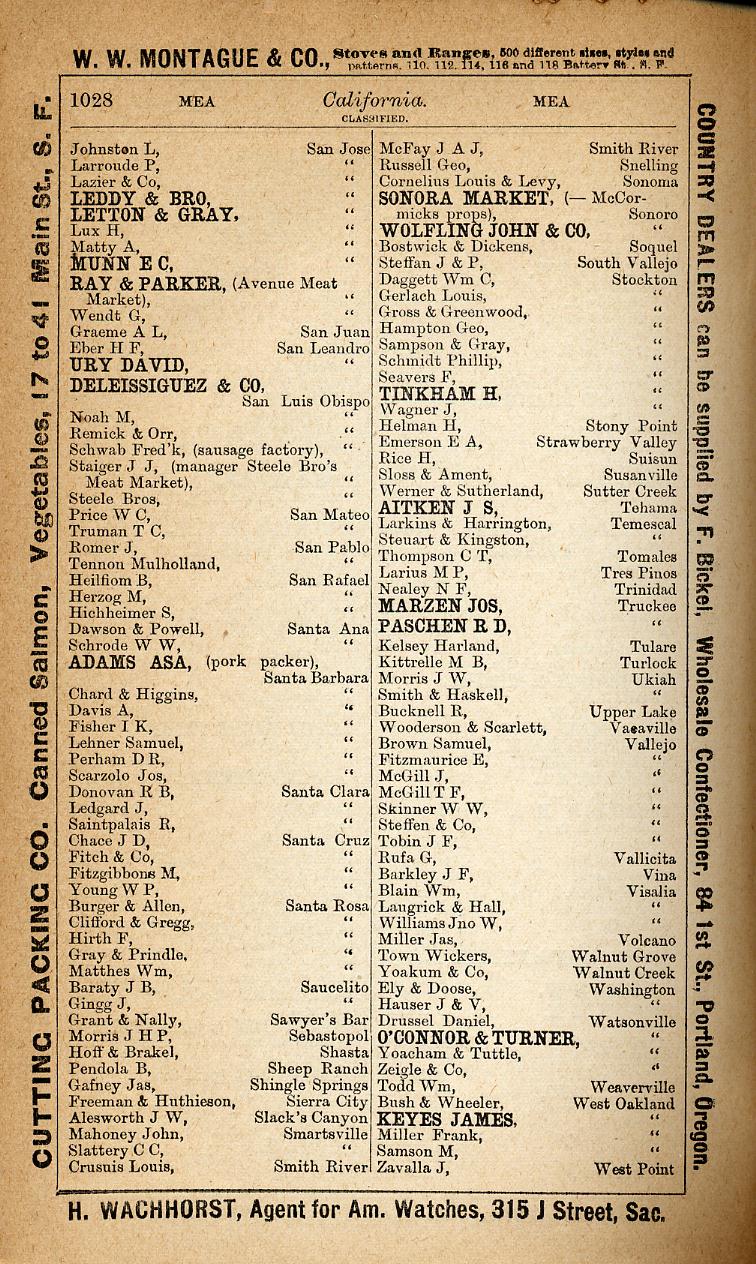 W. W. MONTAGUE & CO., Stoves and Ranges, 500 different sizes, styles and
patterns. 110. 112. 114, 116 and 118 Battery St., S. F.
1028 MEA California. MEA
CLASSIFIED.
Johnston L, San Jose
Larroude P, “
Lazier & Co, “
LEDDY & BRO, “
LETTON & GRAY, “
Lux H, “
Matty A, “
MUNN E C, “
RAY & PARKER, (Avenue Meat
Market), “
Wendt G, “
Graeme A L, San Juan
Eber H F, San Leandro
URY DAVID, “
DELEISSIGUEZ & CO,
San Luis Obispo
Noah M, “
Remick & Orr, “
Schwab Fred'k, (sausage factory), “
Staiger J J, (manager Steele Bro's
Meat Market), “
Steele Bros, “
Price W C, San Mateo
Truman T C, “
Romer J, San Pablo
Tennon Mulholland, “
Heilfiom B, San Rafael
Herzog M, “
Hichheimer S, “
Dawson & Powell, Santa Ana
Schrode W W, “
ADAMS ASA, (pork packer),
Santa Barbara
Chard & Higgins, “
Davis A, “
Fisher I K, “
Lehner Samuel, “
Perham D R, “
Scarzolo Jos, “
Donovan R B, Santa Clara
Ledgard J, “
Saintpalais R, “
Chace J D, Santa Cruz
Fitch & Co, “
Fitzgibbons M, “
Young W P, “
Burger & Allen, Santa Rosa
Clifford & Gregg, “
Hirth F, “
Gray & Prindle, “
Matthes Wm, “
Baraty J B, Saucelito
Gingg J, “
Grant & Nally, Sawyer's Bar
Morris J H P, Sebastopol
Hoff & Brakel, Shasta
Pendola B, Sheep Ranch
Gafney Jas, Shingle Springs
Freeman & Huthieson, Sierra City
Alesworth J W, Slack's Canyon
Mahoney John, Smartsville
Slattery C C, “
Crusuis Louis, Smith River
McFay J A J, Smith River
Russell Geo, Snelling
Cornelius Louis & Levy, Sonoma
SONORA MARKET, (— McCor-
micks props), Sonoro
WOLFLING JOHN & CO, “
Bostwick & Dickens, Soquel
Steffan J & P, South Vallejo
Daggett Wm C, Stockton
Gerlach Louis, “
Gross & Greenwood, “
Hampton Geo, “
Sampson & Gray, “
Schmidt Phillip, “
Seavers F, “
TINKHAM H, “
Wagner J, “
Helman H, Stony Point
Emerson E A, Strawberry Valley
Rice H, Suisun
Sloss & Ament, Susanville
Werner & Sutherland, Sutter Creek
AITKEN J S, Tehama
Larkins & Harrington, Temescal
Steuart & Kingston, “
Thompson C T, Tomales
Larius M P, Tres Pinos
Nealey N F, Trinidad
MARZEN JOS, Truckee
PASCHEN R D, “
Kelsey Harland, Tulare
Kittrelle M B, Turlock
Morris J W, Ukiah
Smith & Haskell, “
Bucknell R, Upper Lake
Wooderson & Scarlett, Vacaville
Brown Samuel, Vallejo
Fitzmaurice E, “
McGill J, “
McGill T F, “
Skinner W W, “
Steffen & Co, “
Tobin J F, “
Rufa G, Vallicita
Barkley J F, Vina
Blain Wm, Visalia
Laugrick & Hall, “
Williams Jno W, “
Miller Jas, Volcano
Town Wickers, Walnut Grove
Yoakum & Co, Walnut Creek
Ely & Doose, Washington
Hauser J & V, “
Drussel Daniel, Watsonville
O'CONNOR & TURNER, “
Yoacham & Tuttle, “
Zeigle & Co, “
Todd Wm, Weaverville
Bush & Wheeler, West Oakland
KEYES JAMES, “
Miller Frank, “
Samson M, “
Zavalla J, West Point
CUTTING PACKING CO. Canned Salmon, Vegetables, 17 to 41 Main St., S. F.
COUNTRY DEALERS can be supplied by F. Bickel, Wholesale Confectioner, 84 1st St., Portland, Oregon.
H. WACHHORST, Agent for Am. Watches, 315 J Street, Sac.